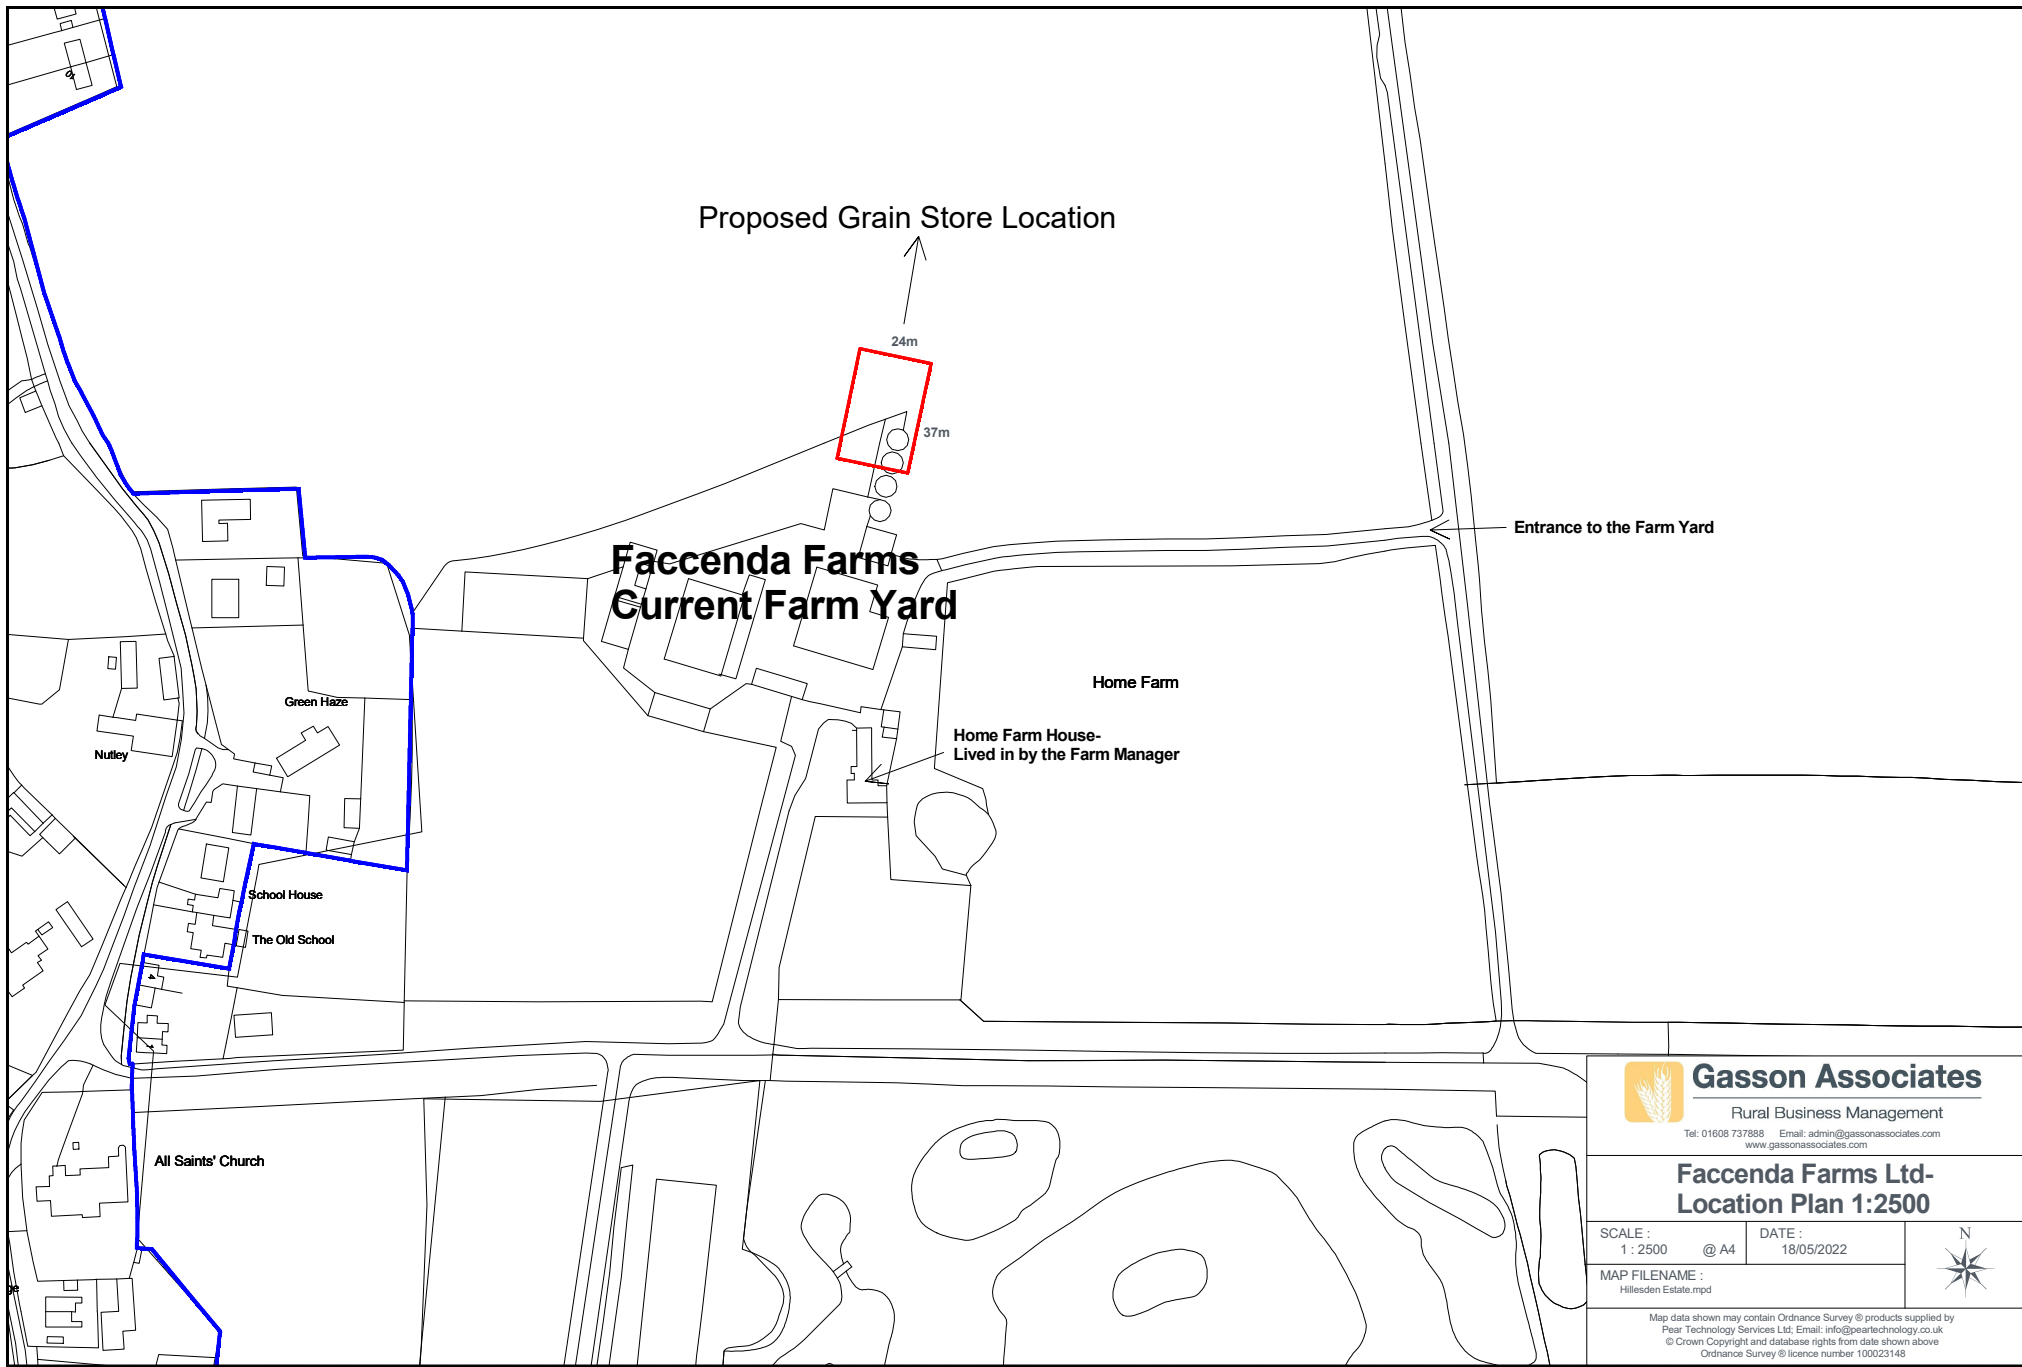 10
Proposed Grain Store Location
24m
37m
Entrance to the Farm Yard
Faccenda Farms
Current Farm Yard
Home Farm
Green Haze
Home Farm House-
Lived in by the Farm Manager
Nutley
School House
The Old School
4
1
All Saints' Church
ge
Gasson Associates
Rural Business Management
Tel: 01608 737888 Email: admin@gassonassociates.com
www.gassonassociates.com
Faccenda Farms Ltd-
Location Plan 1:2500
SCALE :
1 : 2500 @ A4
DATE :
18/05/2022
N
MAP FILENAME :
Hillesden Estate.mpd
Map data shown may contain Ordnance Survey ® products supplied by
Pear Technology Services Ltd; Email: info@peartechnology.co.uk
© Crown Copyright and database rights from date shown above
Ordnance Survey ® licence number 100023148